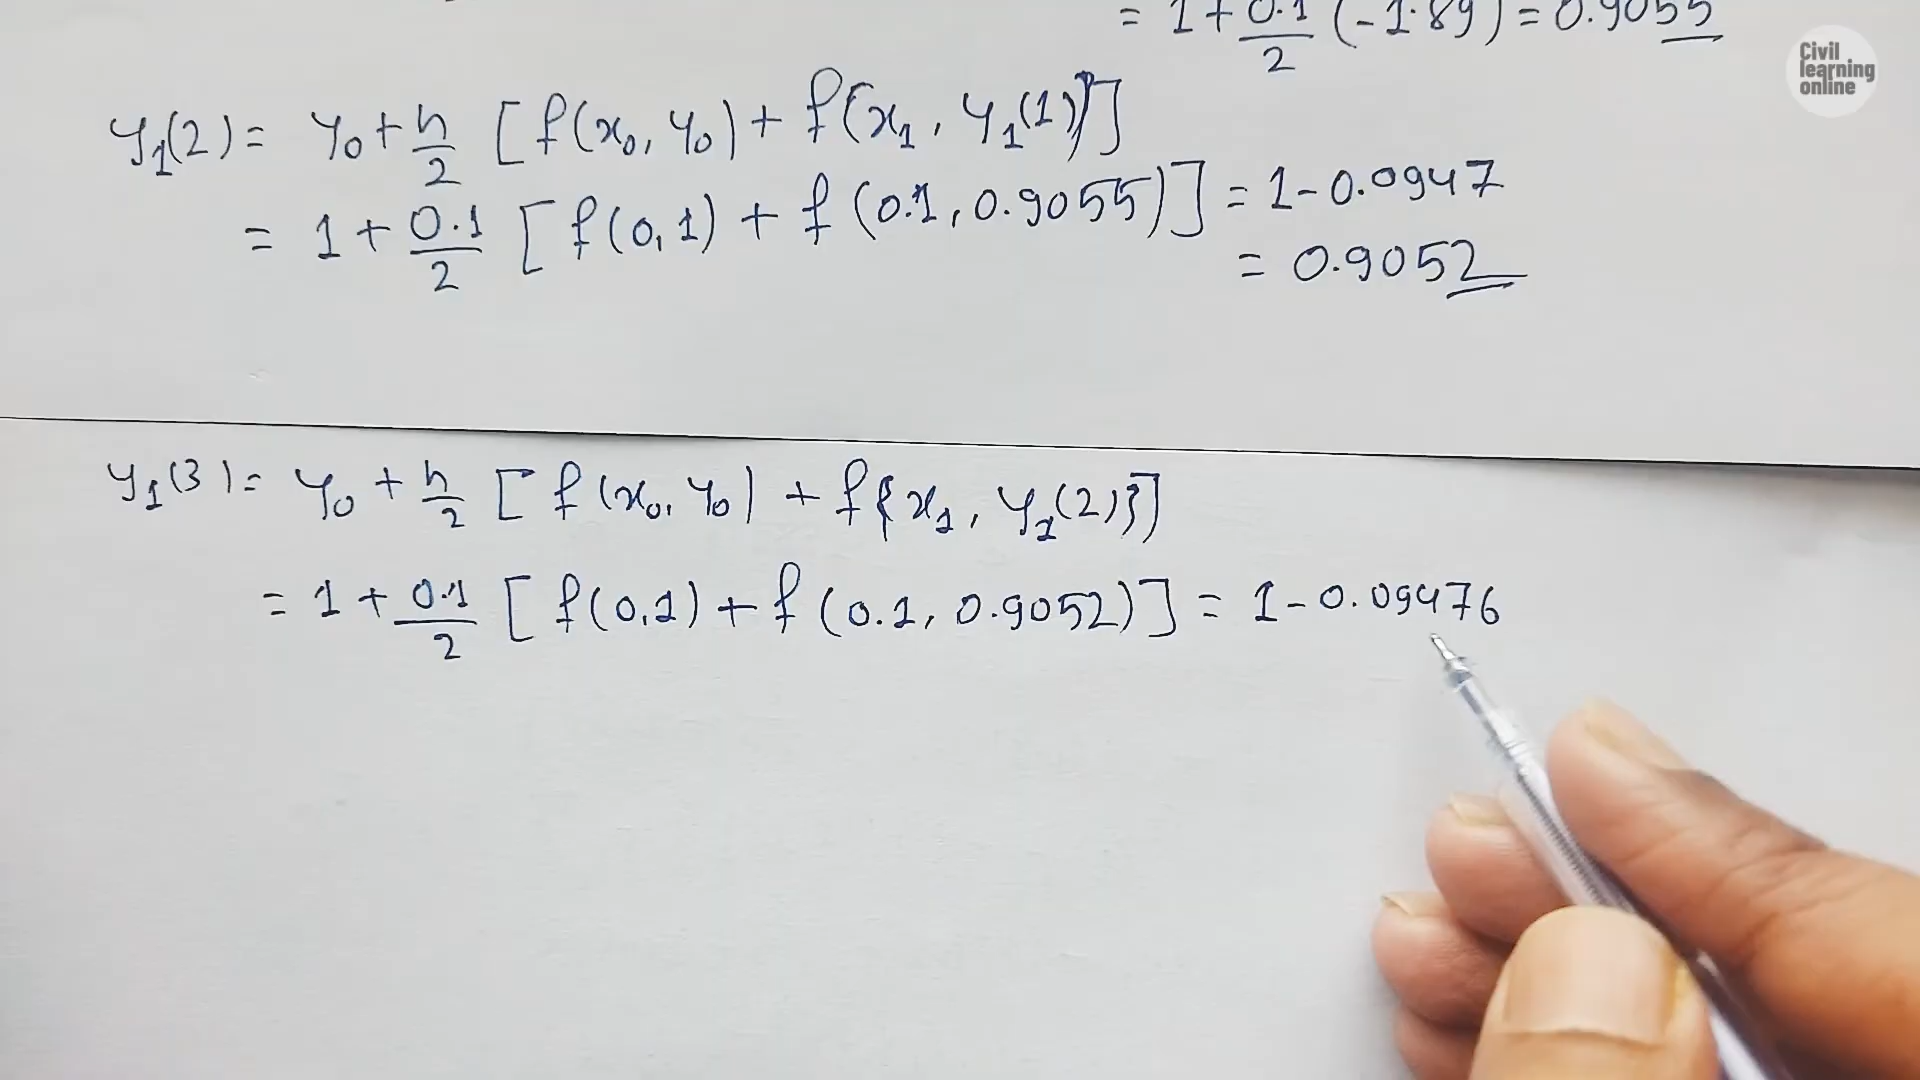 = 1 + 0.1/2 (-1.89) = 0.9055
Civil
learning
online
y₁(2) = y₀ + h/2 [f(x₀, y₀) + f(x₁, y₁(1))]
= 1 + 0.1/2 [f(0,1) + f(0.1, 0.9055)] = 1 - 0.0947
= 0.9052
y₁(3) = y₀ + h/2 [f(x₀, y₀) + f{x₁, y₁(2)}]
= 1 + 0.1/2 [f(0,1) + f(0.1, 0.9052)] = 1 - 0.09476